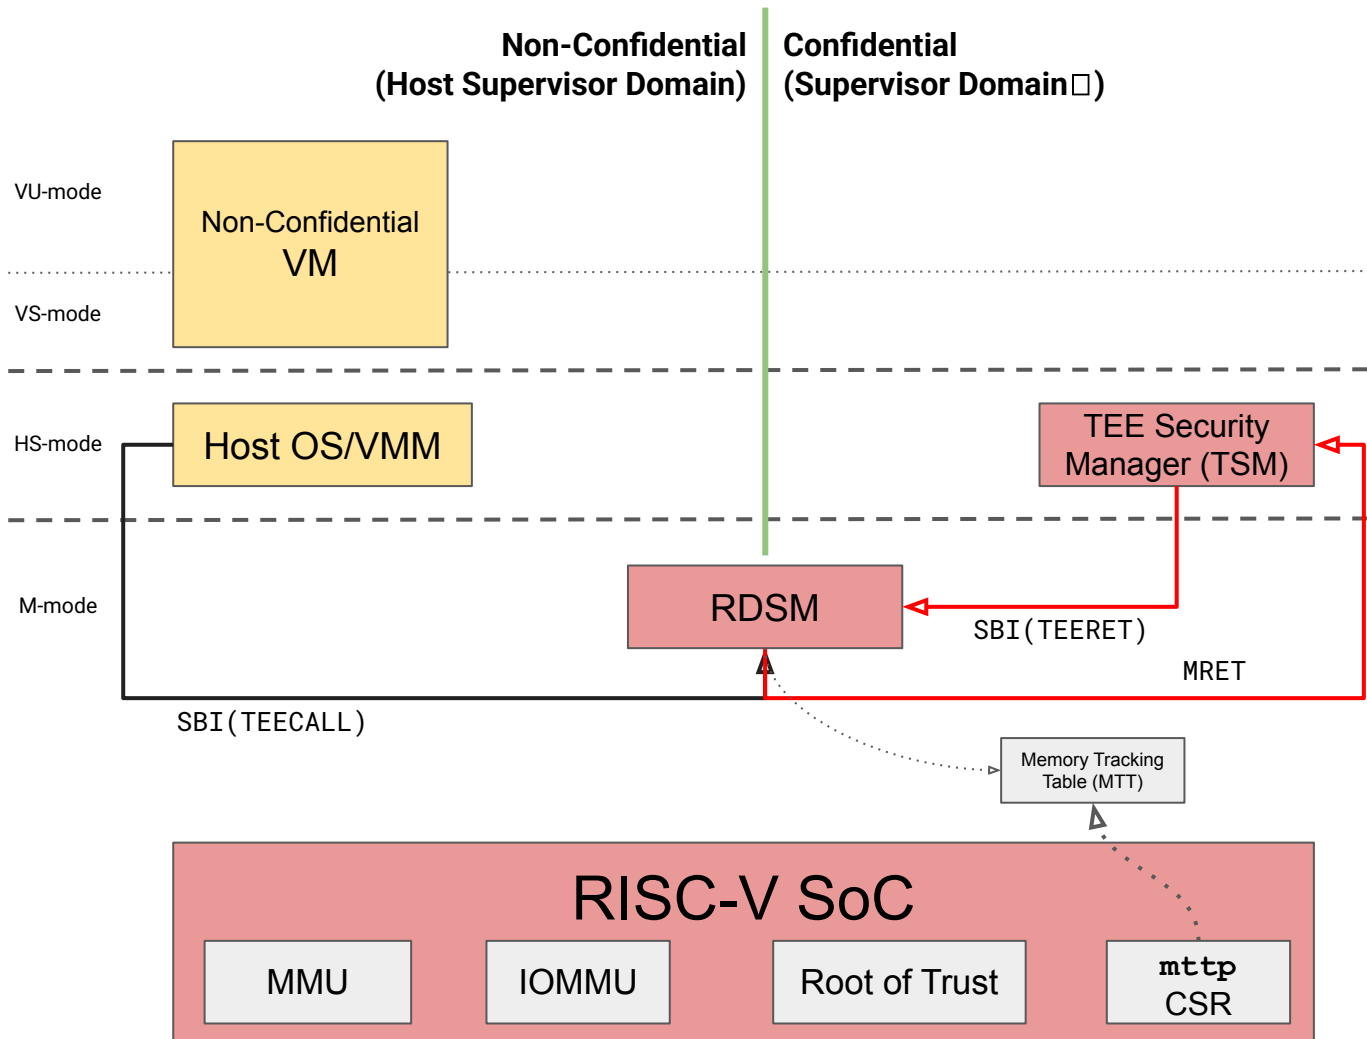 Non-Confidential
(Host Supervisor Domain)
Confidential
(Supervisor Domain□)
VU-mode
Non-Confidential
VM
VS-mode
HS-mode
Host OS/VMM
TEE Security
Manager (TSM)
M-mode
RDSM
SBI(TEERET)
MRET
SBI(TEECALL)
Memory Tracking
Table (MTT)
RISC-V SoC
MMU
IOMMU
Root of Trust
mttp
CSR